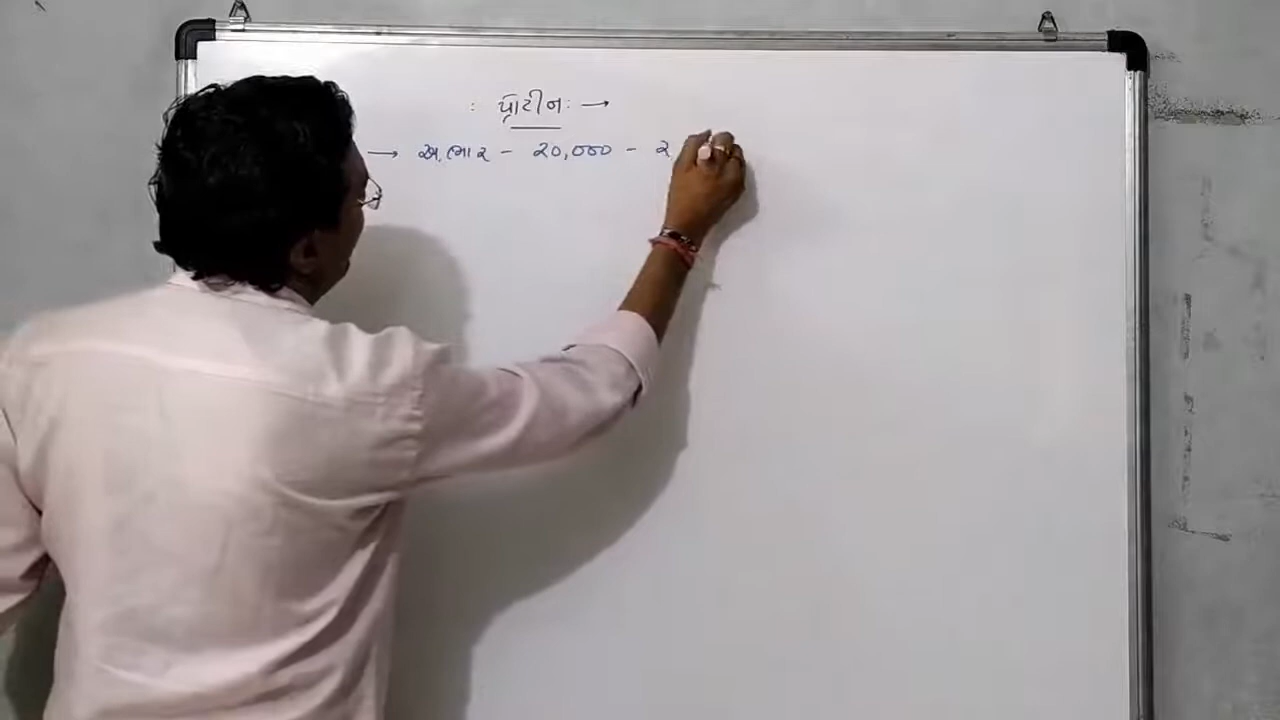 : પ્રોટીન: →
→ અ.ભાર - ૨૦,૦૦૦ - ૨